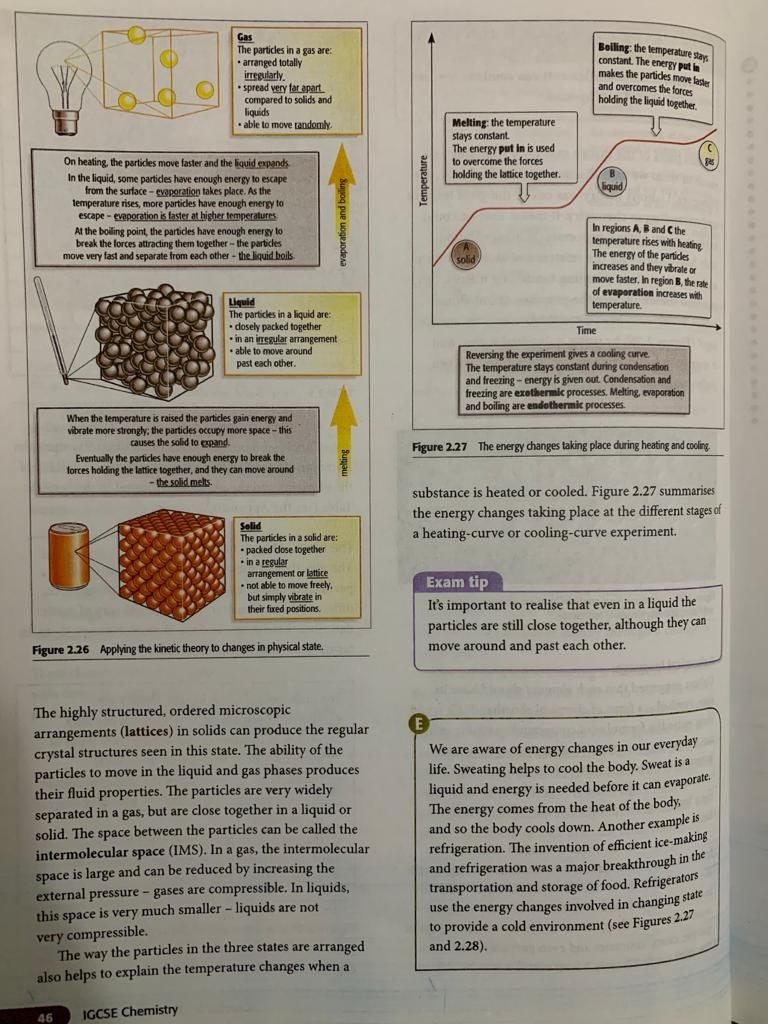 Gas
The particles in a gas are:
• arranged totally
irregularly
• spread very far apart
compared to solids and
liquids
• able to move randomly.
On heating, the particles move faster and the liquid expands.
In the liquid, some particles have enough energy to escape
from the surface – evaporation takes place. As the
temperature rises, more particles have enough energy to
escape – evaporation is faster at higher temperatures.
At the boiling point, the particles have enough energy to
break the forces attracting them together – the particles
move very fast and separate from each other – the liquid boils.
evaporation and boiling
Liquid
The particles in a liquid are:
• closely packed together
• in an irregular arrangement
• able to move around
past each other.
When the temperature is raised the particles gain energy and
vibrate more strongly; the particles occupy more space – this
causes the solid to expand.
Eventually the particles have enough energy to break the
forces holding the lattice together, and they can move around
– the solid melts.
melting
Solid
The particles in a solid are:
• packed close together
• in a regular
arrangement or lattice
• not able to move freely,
but simply vibrate in
their fixed positions.
Figure 2.26 Applying the kinetic theory to changes in physical state.
The highly structured, ordered microscopic
arrangements (lattices) in solids can produce the regular
crystal structures seen in this state. The ability of the
particles to move in the liquid and gas phases produces
their fluid properties. The particles are very widely
separated in a gas, but are close together in a liquid or
solid. The space between the particles can be called the
intermolecular space (IMS). In a gas, the intermolecular
space is large and can be reduced by increasing the
external pressure – gases are compressible. In liquids,
this space is very much smaller – liquids are not
very compressible.
The way the particles in the three states are arranged
also helps to explain the temperature changes when a
46 IGCSE Chemistry
Temperature
Boiling: the temperature stays
constant. The energy put in
makes the particles move faster
and overcomes the forces
holding the liquid together.
Melting: the temperature
stays constant.
The energy put in is used
to overcome the forces
holding the lattice together.
C
gas
B
liquid
A
solid
In regions A, B and C the
temperature rises with heating.
The energy of the particles
increases and they vibrate or
move faster. In region B, the rate
of evaporation increases with
temperature.
Time
Reversing the experiment gives a cooling curve.
The temperature stays constant during condensation
and freezing – energy is given out. Condensation and
freezing are exothermic processes. Melting, evaporation
and boiling are endothermic processes.
Figure 2.27 The energy changes taking place during heating and cooling.
substance is heated or cooled. Figure 2.27 summarises
the energy changes taking place at the different stages of
a heating-curve or cooling-curve experiment.
Exam tip
It's important to realise that even in a liquid the
particles are still close together, although they can
move around and past each other.
E
We are aware of energy changes in our everyday
life. Sweating helps to cool the body. Sweat is a
liquid and energy is needed before it can evaporate.
The energy comes from the heat of the body,
and so the body cools down. Another example is
refrigeration. The invention of efficient ice-making
and refrigeration was a major breakthrough in the
transportation and storage of food. Refrigerators
use the energy changes involved in changing state
to provide a cold environment (see Figures 2.27
and 2.28).